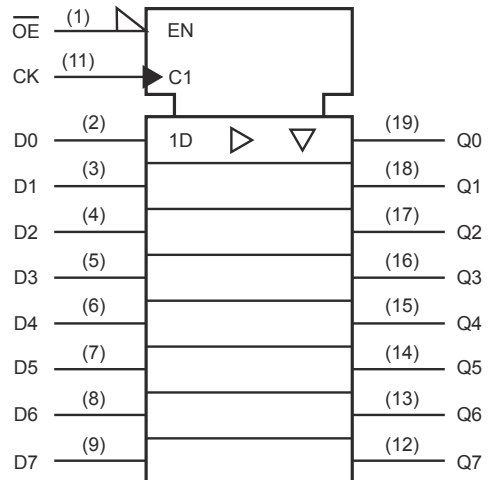 O̅E̅ (1) EN
CK (11) C1
D0 (2) 1D (19) Q0
D1 (3) (18) Q1
D2 (4) (17) Q2
D3 (5) (16) Q3
D4 (6) (15) Q4
D5 (7) (14) Q5
D6 (8) (13) Q6
D7 (9) (12) Q7